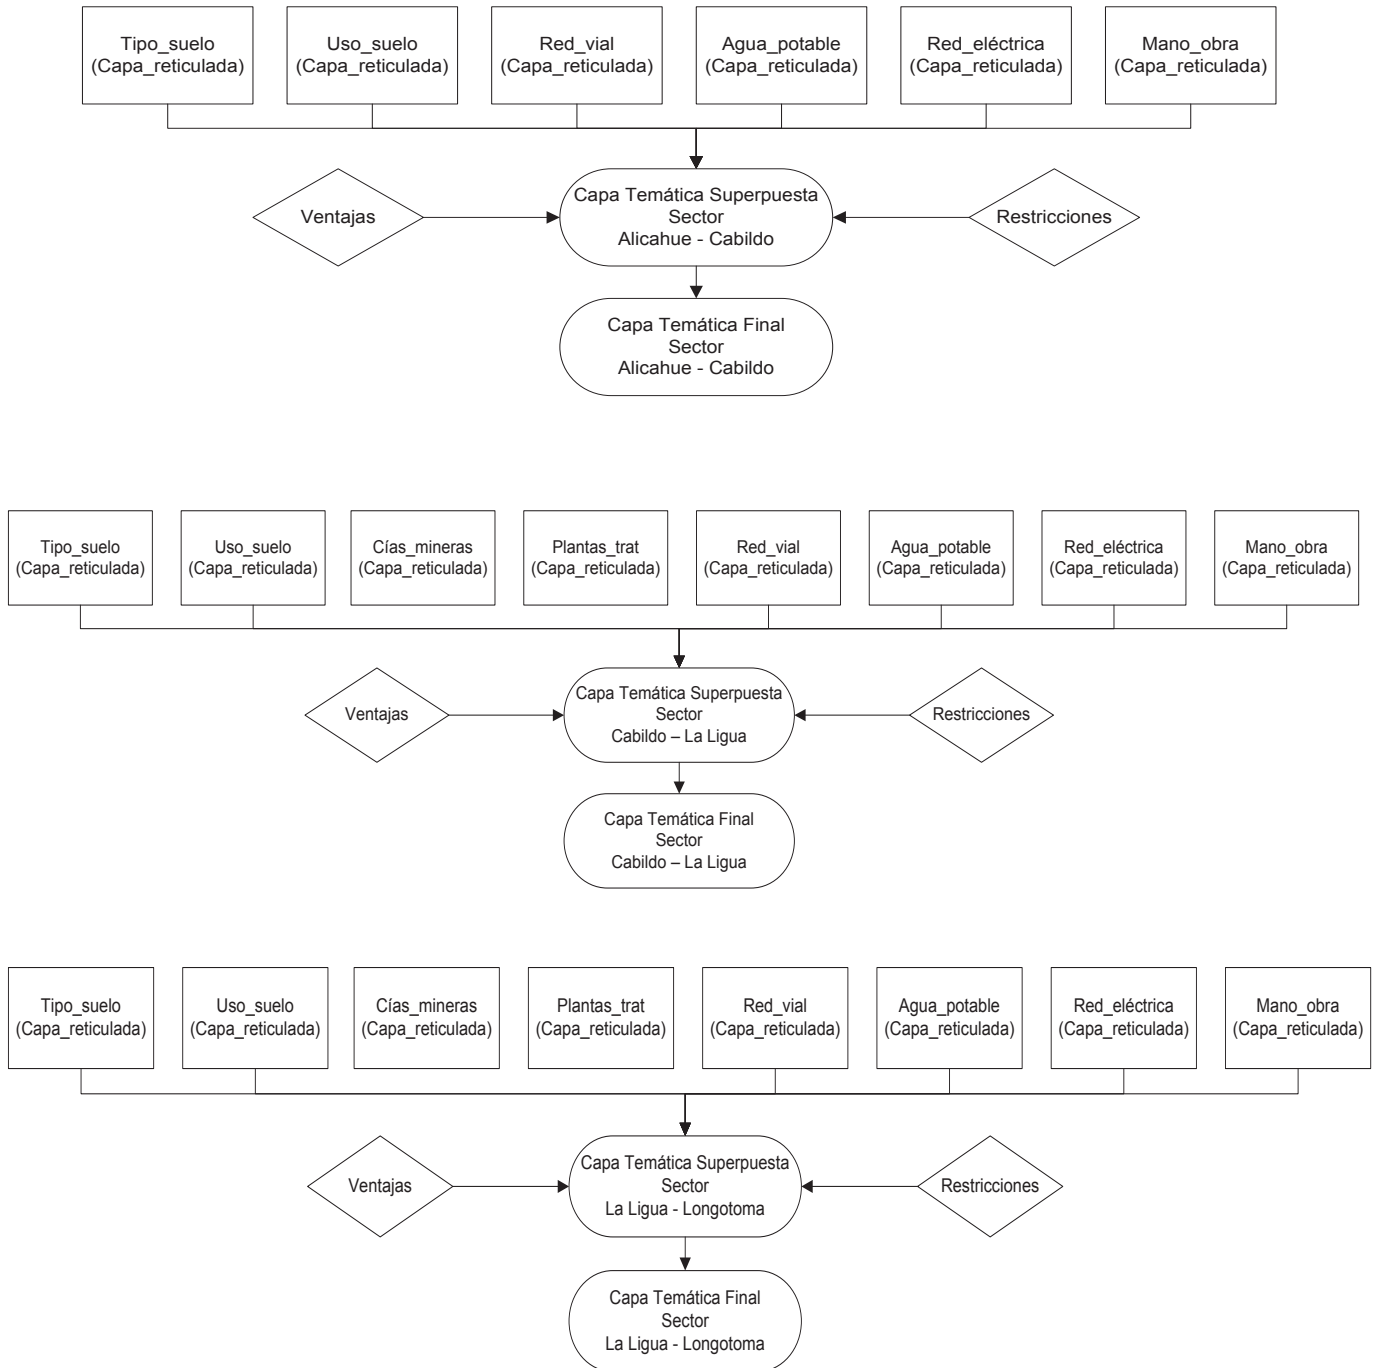 Tipo_suelo
(Capa_reticulada)
Uso_suelo
(Capa_reticulada)
Red_vial
(Capa_reticulada)
Agua_potable
(Capa_reticulada)
Red_eléctrica
(Capa_reticulada)
Mano_obra
(Capa_reticulada)
Ventajas
Capa Temática Superpuesta
Sector
Alicahue - Cabildo
Restricciones
Capa Temática Final
Sector
Alicahue - Cabildo
Tipo_suelo
(Capa_reticulada)
Uso_suelo
(Capa_reticulada)
Cías_mineras
(Capa_reticulada)
Plantas_trat
(Capa_reticulada)
Red_vial
(Capa_reticulada)
Agua_potable
(Capa_reticulada)
Red_eléctrica
(Capa_reticulada)
Mano_obra
(Capa_reticulada)
Ventajas
Capa Temática Superpuesta
Sector
Cabildo – La Ligua
Restricciones
Capa Temática Final
Sector
Cabildo – La Ligua
Tipo_suelo
(Capa_reticulada)
Uso_suelo
(Capa_reticulada)
Cías_mineras
(Capa_reticulada)
Plantas_trat
(Capa_reticulada)
Red_vial
(Capa_reticulada)
Agua_potable
(Capa_reticulada)
Red_eléctrica
(Capa_reticulada)
Mano_obra
(Capa_reticulada)
Ventajas
Capa Temática Superpuesta
Sector
La Ligua - Longotoma
Restricciones
Capa Temática Final
Sector
La Ligua - Longotoma